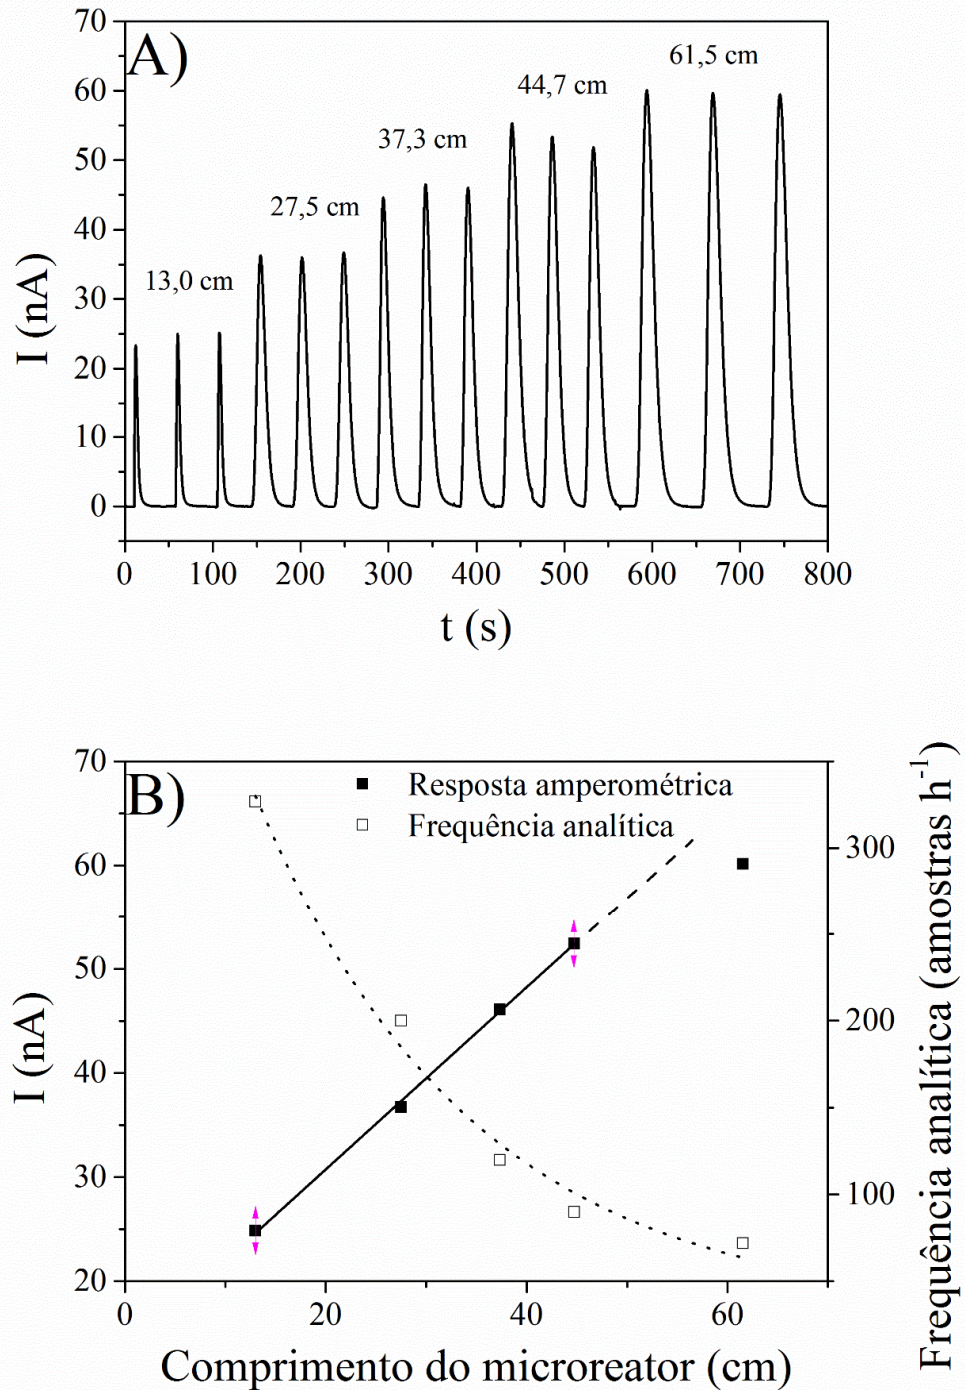 A)
70
60
50
40
30
20
10
0
I (nA)
13,0 cm
27,5 cm
37,3 cm
44,7 cm
61,5 cm
0 100 200 300 400 500 600 700 800
t (s)
B)
Resposta amperométrica
Frequência analítica
70
60
50
40
30
20
I (nA)
300
200
100
Frequência analítica (amostras h⁻¹)
0 20 40 60
Comprimento do microreator (cm)